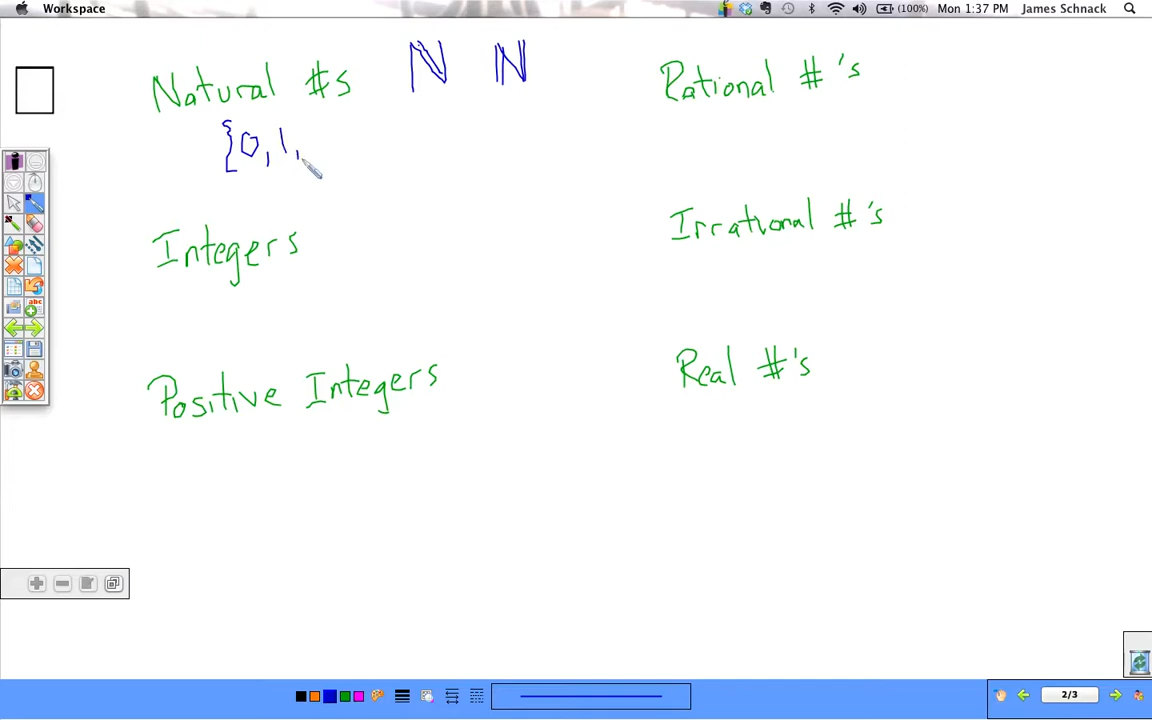 Workspace
(100%) Mon 1:37 PM James Schnack
Natural #s N N
{0, 1,
Integers
Positive Integers
Rational #'s
Irrational #'s
Real #'s
abc
2/3